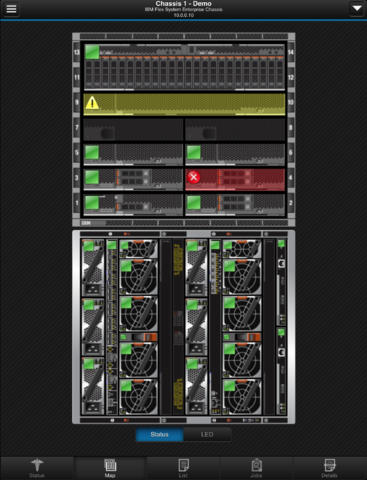 Chassis 1 - Demo
IBM Flex System Enterprise Chassis
10.0.0.10
13 14
11 12
9 10
7 8
5 6
3 4
1 2
Status LED
Status Map List Jobs Details